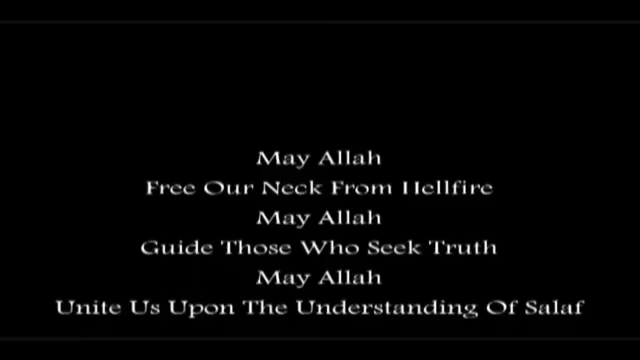 May Allah
Free Our Neck From Hellfire
May Allah
Guide Those Who Seek Truth
May Allah
Unite Us Upon The Understanding Of Salaf